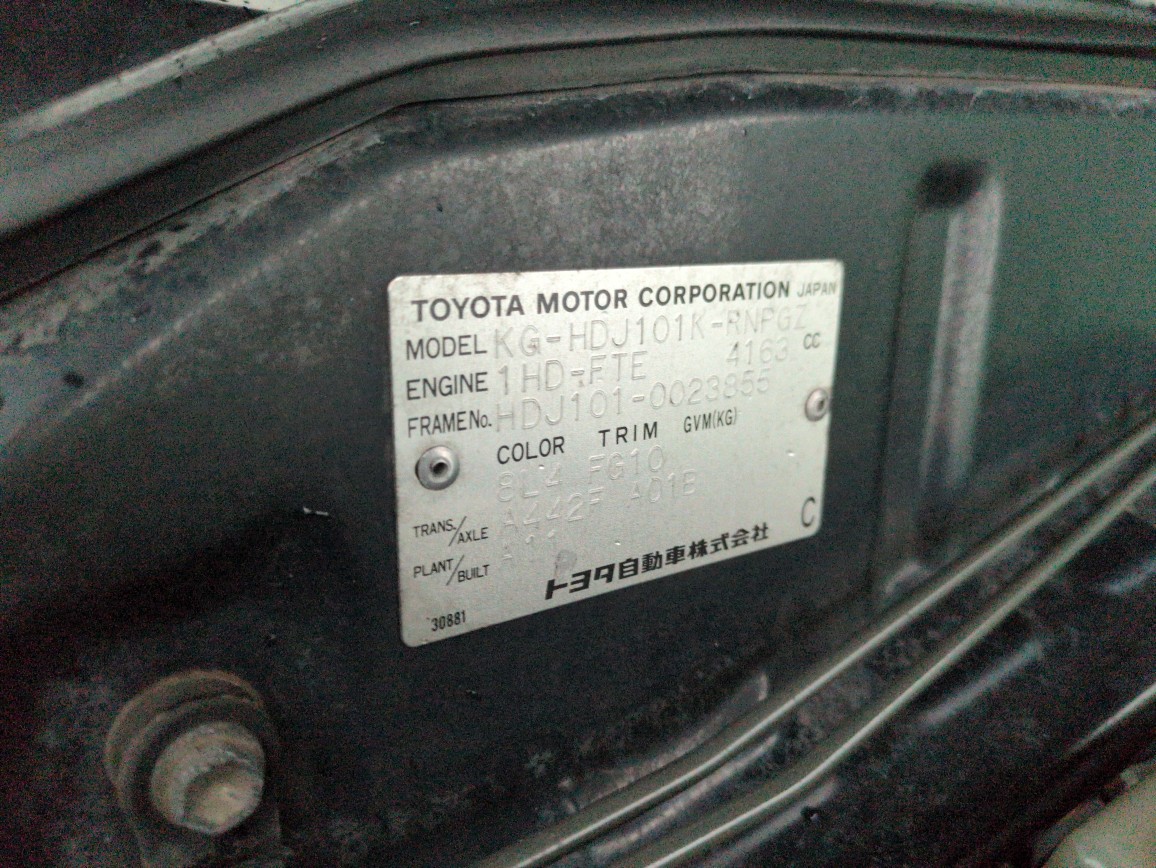 TOYOTA MOTOR CORPORATION JAPAN
MODEL KG-HDJ101K-RNPGZ
ENGINE 1HD-FTE 4163 CC
FRAME No. HDJ101-0023855
COLOR TRIM GVM(KG)
8L4 FG10
TRANS./AXLE A442F A01B
PLANT/BUILT A11
トヨタ自動車株式会社 C
30881